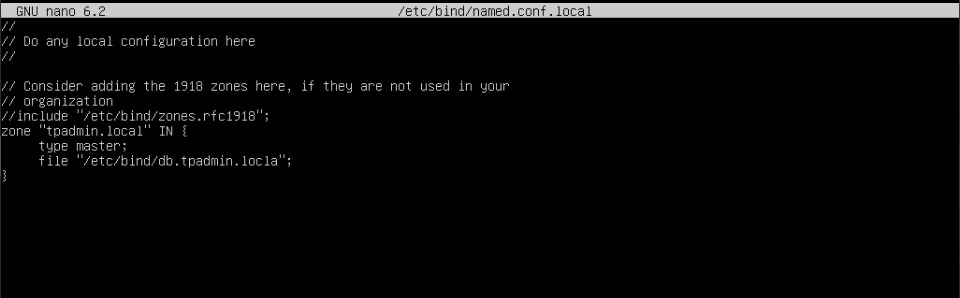 GNU nano 6.2 /etc/bind/named.conf.local
//
// Do any local configuration here
//
// Consider adding the 1918 zones here, if they are not used in your
// organization
//include "/etc/bind/zones.rfc1918";
zone "tpadmin.local" IN {
type master;
file "/etc/bind/db.tpadmin.locla";
}